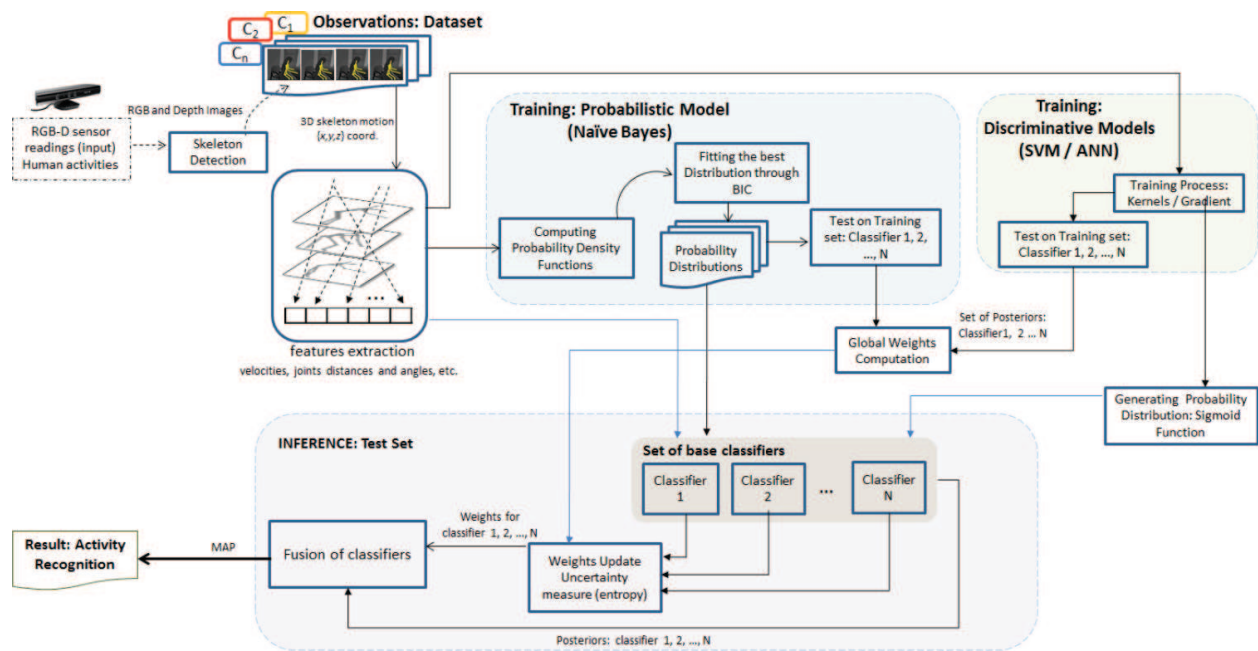 C1
C2
Cn
Observations: Dataset
RGB and Depth Images
RGB-D sensor
readings (input)
Human activities
Skeleton
Detection
3D skeleton motion
{x,y,z} coord.
...
features extraction
velocities, joints distances and angles, etc.
Training: Probabilistic Model
(Naïve Bayes)
Fitting the best
Distribution through
BIC
Computing
Probability Density
Functions
Probability
Distributions
Test on Training
set: Classifier 1, 2,
..., N
Training:
Discriminative Models
(SVM / ANN)
Training Process:
Kernels / Gradient
Test on Training set:
Classifier 1, 2, ..., N
Set of Posteriors:
Classifier1, 2 ... N
Global Weights
Computation
Generating Probability
Distribution: Sigmoid
Function
INFERENCE: Test Set
Set of base classifiers
Classifier
1
Classifier
2
...
Classifier
N
Weights for
classifier 1, 2, ..., N
Weights Update
Uncertainty
measure (entropy)
Fusion of classifiers
MAP
Result: Activity
Recognition
Posteriors: classifier 1, 2, ..., N